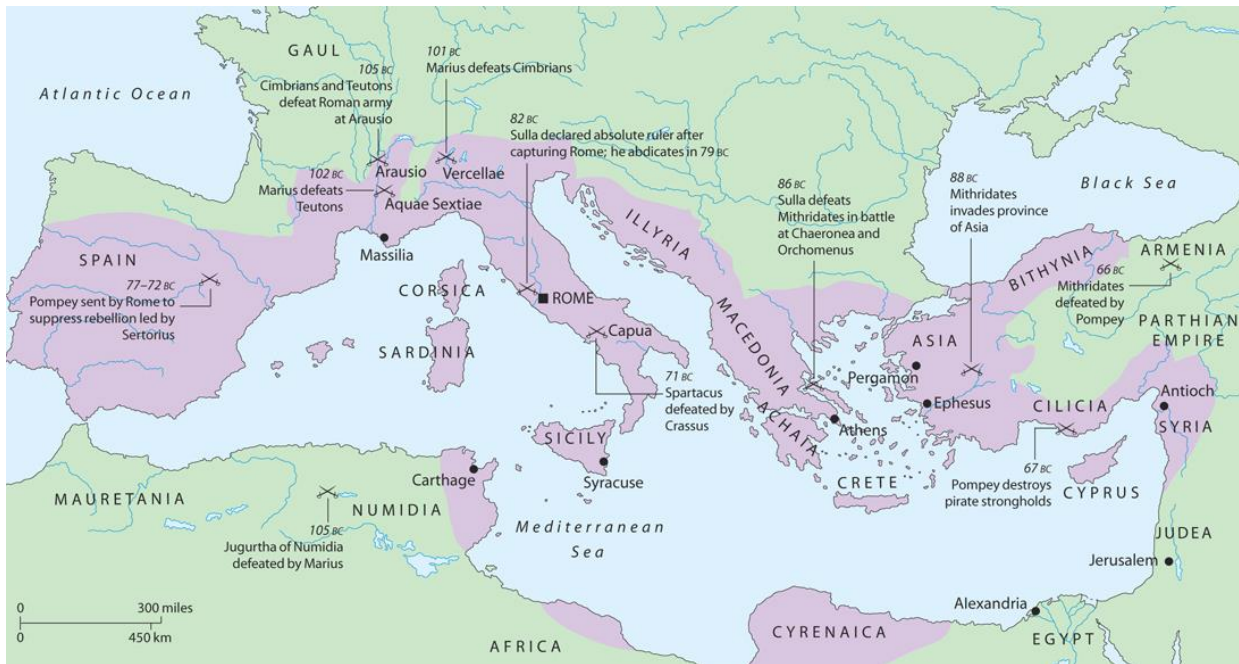 GAUL
Atlantic Ocean
105 BC
Cimbrians and Teutons
defeat Roman army
at Arausio
101 BC
Marius defeats Cimbrians
82 BC
Sulla declared absolute ruler after
capturing Rome; he abdicates in 79 BC
Arausio
Vercellae
102 BC
Marius defeats
Teutons
Aquae Sextiae
Massilia
86 BC
Sulla defeats
Mithridates in battle
at Chaeronea and
Orchomenus
88 BC
Mithridates
invades province
of Asia
Black Sea
ILLYRIA
BITHYNIA
ARMENIA
66 BC
Mithridates
defeated by
Pompey
PARTHIAN
EMPIRE
SPAIN
77–72 BC
Pompey sent by Rome to
suppress rebellion led by
Sertorius
CORSICA
ROME
SARDINIA
Capua
MACEDONIA
ASIA
Pergamon
Ephesus
71 BC
Spartacus
defeated by
Crassus
ACHATA
Athens
CILICIA
Antioch
SYRIA
SICILY
Syracuse
CRETE
67 BC
Pompey destroys
pirate strongholds
CYPRUS
Carthage
MAURETANIA
NUMIDIA
105 BC
Jugurtha of Numidia
defeated by Marius
Mediterranean
Sea
JUDEA
Jerusalem
Alexandria
0 300 miles
0 450 km
AFRICA
CYRENAICA
EGYPT